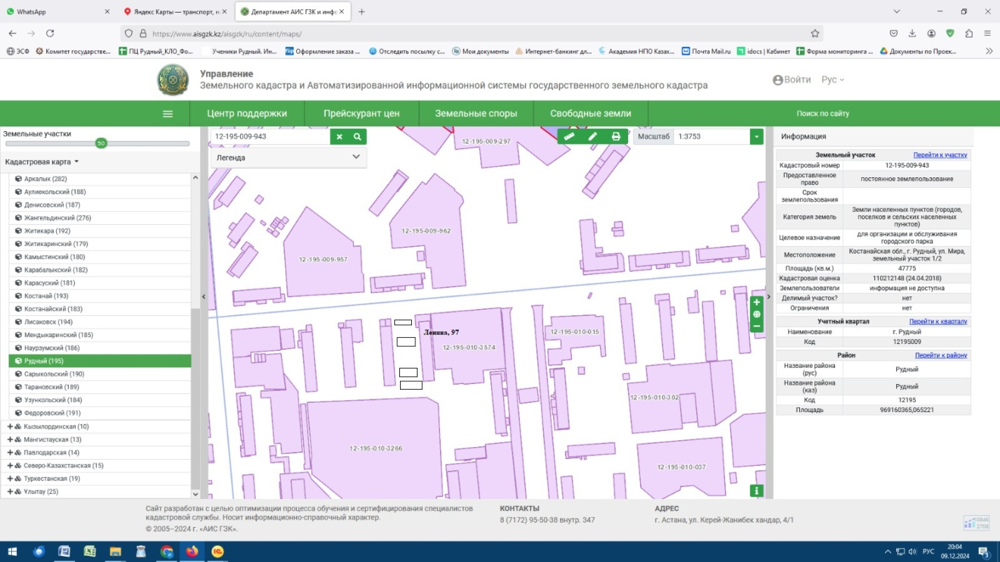 WhatsApp
Яндекс Карты — транспорт, н
Департамент АИС ГЗК и инфо
https://www.aisgzk.kz/aisgzk/ru/content/maps/
ЭСФ
Комитет государстве...
ПЦ Рудный_КЛО_Фо...
Ученики Рудный. Ин...
Оформление заказа ...
Отследить посылку с...
Мои документы
Интернет-банкинг дл...
Академия НПО Казах...
Почта Mail.ru
idocs | Кабинет
Форма мониторинга ...
Документы по Проек...
Управление
Земельного кадастра и Автоматизированной информационной системы государственного земельного кадастра
Войти
Рус
Центр поддержки
Прейскурант цен
Земельные споры
Свободные земли
Поиск по сайту
Земельные участки
50
Кадастровая карта
Аркалык (282)
Аулиекольский (188)
Денисовский (187)
Жангельдинский (276)
Житикара (192)
Житикаринский (179)
Камыстинский (180)
Карабалыкский (182)
Карасуский (181)
Костанай (193)
Костанайский (183)
Лисаковск (194)
Мендыкаринский (185)
Наурзумский (186)
Рудный (195)
Сарыкольский (190)
Тарановский (189)
Узункольский (184)
Федоровский (191)
Кызылординская (10)
Мангистауская (13)
Павлодарская (14)
Северо-Казахстанская (15)
Туркестанская (19)
Ұлытау (25)
12-195-009-943
Легенда
Масштаб
1:3753
12-195-009-297
12-195-009-962
12-195-009-957
Ленина, 97
12-195-010-3574
12-195-010-015
12-195-010-302
12-195-010-3266
12-195-010-037
Информация
Земельный участок
Перейти к участку
Кадастровый номер
12-195-009-943
Предоставленное
право
постоянное землепользование
Срок
землепользования
Категория земель
Земли населенных пунктов (городов,
поселков и сельских населенных
пунктов)
Целевое назначение
для организации и обслуживания
городского парка
Местоположение
Костанайская обл., г. Рудный, ул. Мира,
земельный участок 1/2
Площадь (кв.м.)
47775
Кадастровая оценка
110212148 (24.04.2018)
Землепользователи
информация не доступна
Делимый участок?
нет
Ограничения
нет
Учетный квартал
Перейти к кварталу
Наименование
г. Рудный
Код
12195009
Район
Перейти к району
Название района
(рус)
Рудный
Название района
(каз)
Рудный
Код
12195
Площадь
969160365,065221
Сайт разработан с целью оптимизации процесса обучения и сертифицирования специалистов
кадастровой службы. Носит информационно-справочный характер.
© 2005–2024 г. «АИС ГЗК».
КОНТАКТЫ
8 (7172) 95-50-38 внутр. 347
АДРЕС
г. Астана, ул. Керей-Жанибек хандар, 4/1
РУС
20:04
09.12.2024
3